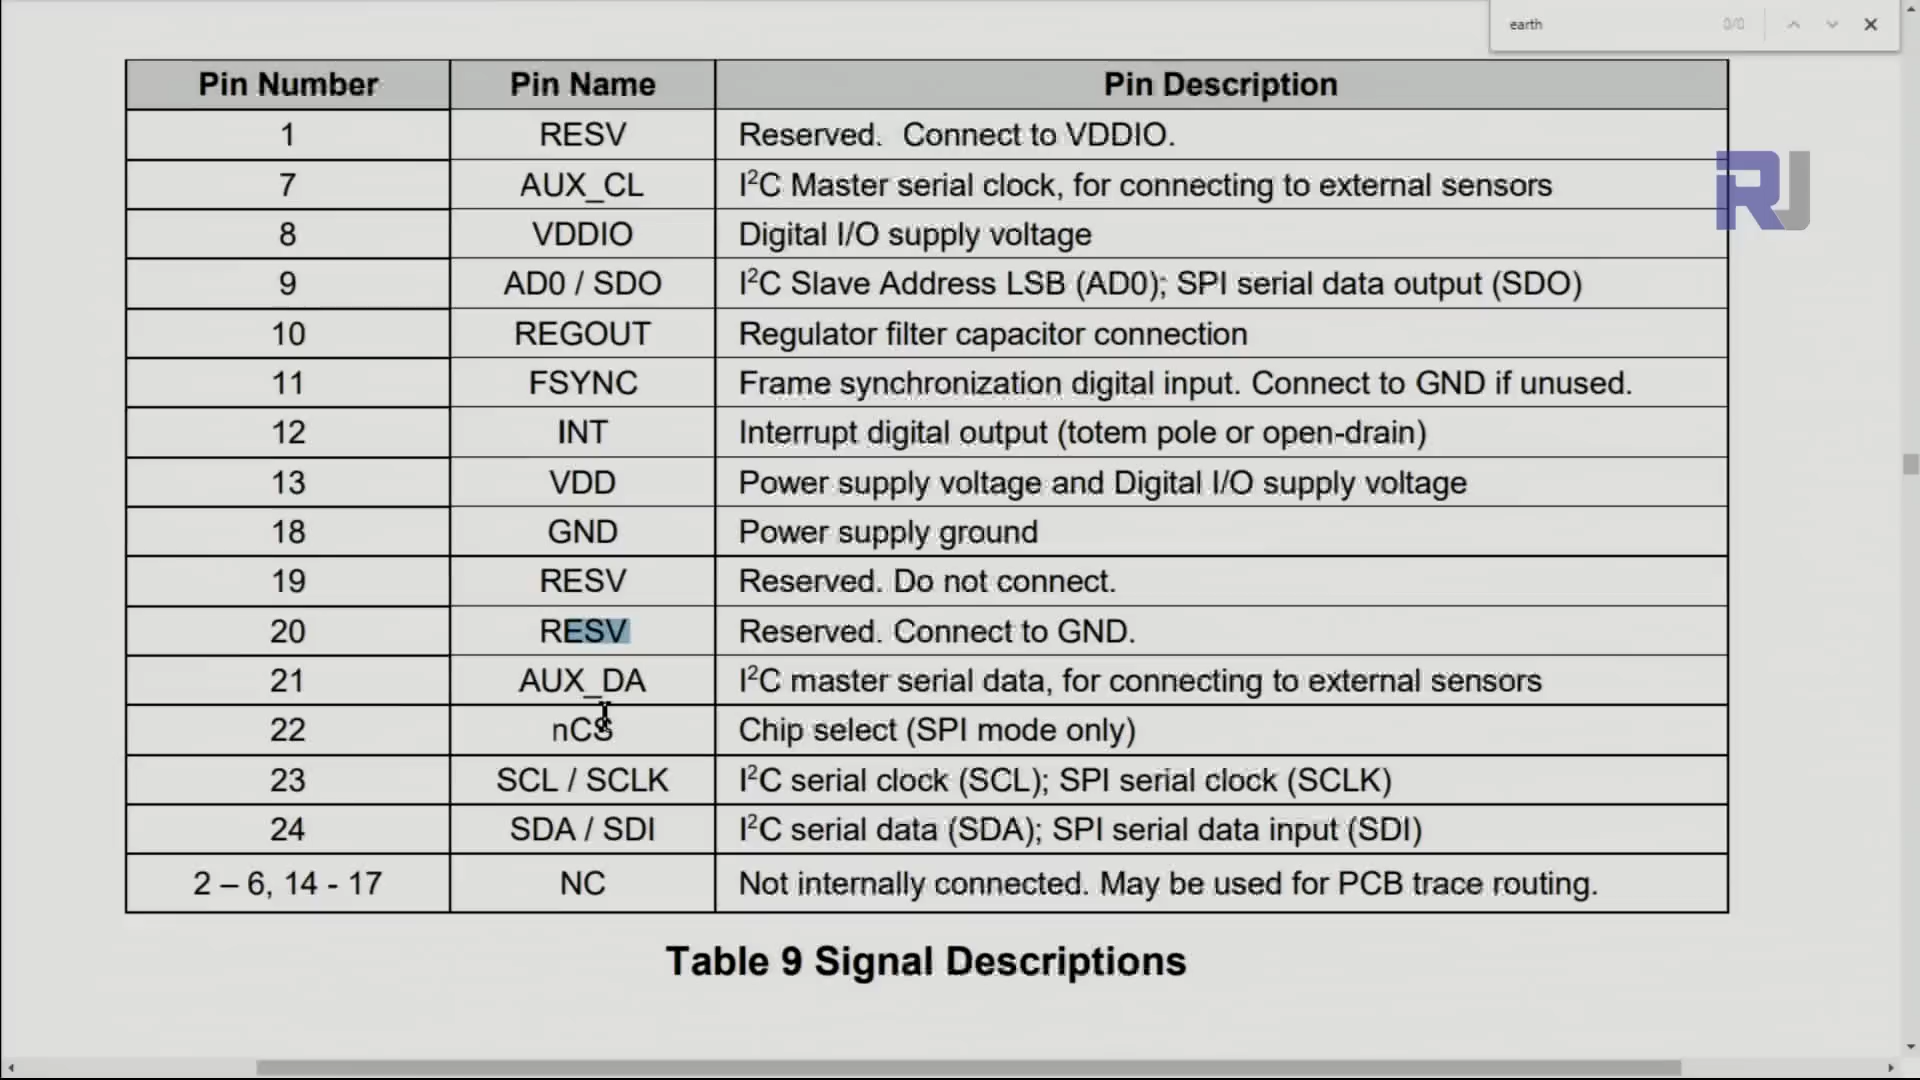 earth 0/0
Pin Number Pin Name Pin Description
1 RESV Reserved. Connect to VDDIO.
7 AUX_CL I²C Master serial clock, for connecting to external sensors
8 VDDIO Digital I/O supply voltage
9 AD0 / SDO I²C Slave Address LSB (AD0); SPI serial data output (SDO)
10 REGOUT Regulator filter capacitor connection
11 FSYNC Frame synchronization digital input. Connect to GND if unused.
12 INT Interrupt digital output (totem pole or open-drain)
13 VDD Power supply voltage and Digital I/O supply voltage
18 GND Power supply ground
19 RESV Reserved. Do not connect.
20 RESV Reserved. Connect to GND.
21 AUX_DA I²C master serial data, for connecting to external sensors
22 nCS Chip select (SPI mode only)
23 SCL / SCLK I²C serial clock (SCL); SPI serial clock (SCLK)
24 SDA / SDI I²C serial data (SDA); SPI serial data input (SDI)
2 – 6, 14 - 17 NC Not internally connected. May be used for PCB trace routing.
Table 9 Signal Descriptions
RJ